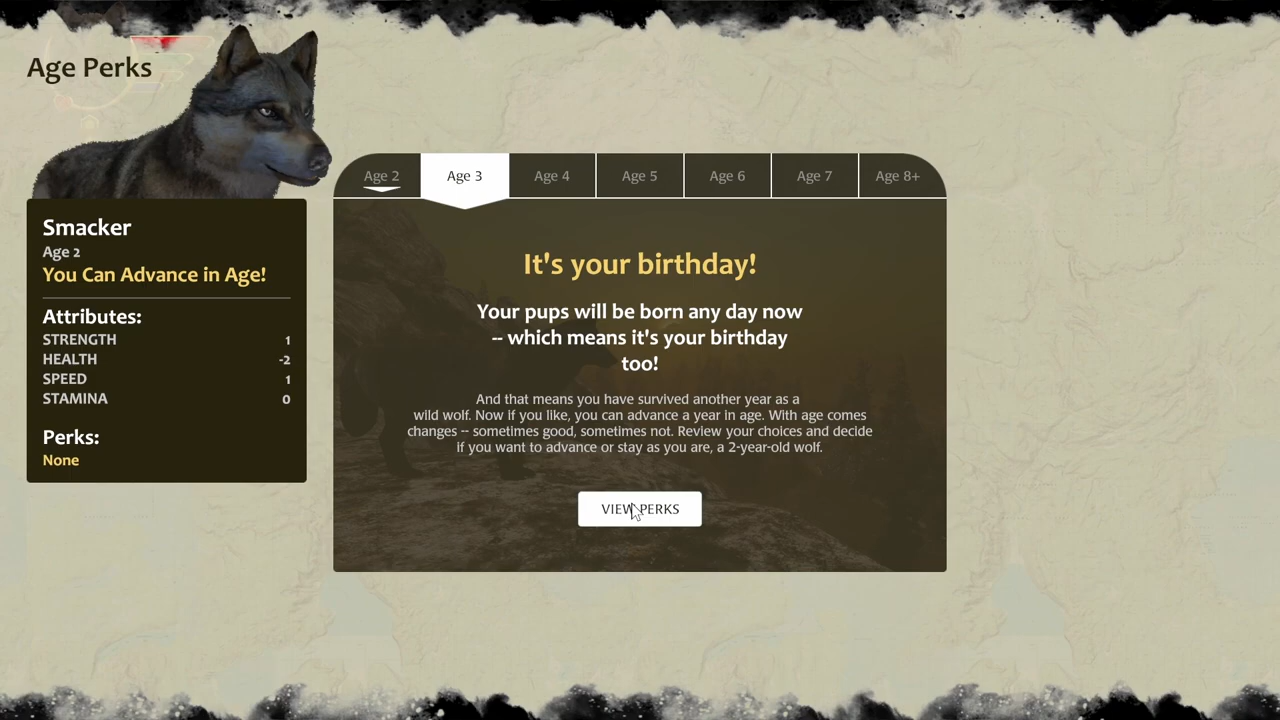 Age Perks
Age 2
Age 3
Age 4
Age 5
Age 6
Age 7
Age 8+
Smacker
Age 2
You Can Advance in Age!
Attributes:
STRENGTH 1
HEALTH -2
SPEED 1
STAMINA 0
Perks:
None
It's your birthday!
Your pups will be born any day now
-- which means it's your birthday
too!
And that means you have survived another year as a
wild wolf. Now if you like, you can advance a year in age. With age comes
changes -- sometimes good, sometimes not. Review your choices and decide
if you want to advance or stay as you are, a 2-year-old wolf.
VIEW PERKS